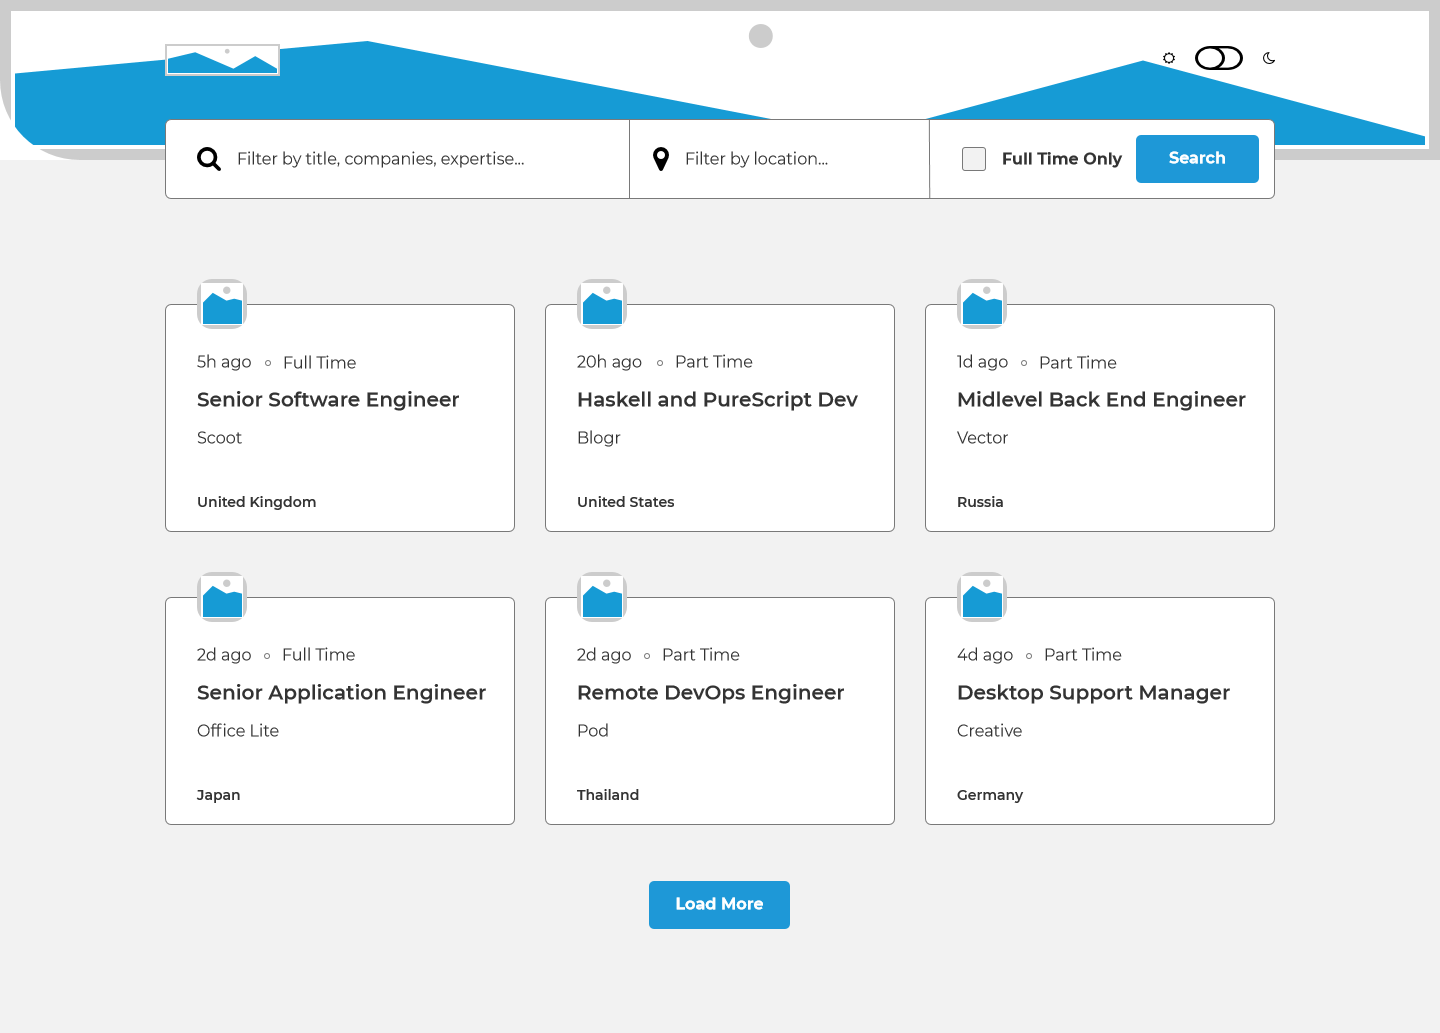 Filter by title, companies, expertise...
Filter by location...
Full Time Only
Search
5h ago
Full Time
Senior Software Engineer
Scoot
United Kingdom
20h ago
Part Time
Haskell and PureScript Dev
Blogr
United States
1d ago
Part Time
Midlevel Back End Engineer
Vector
Russia
2d ago
Full Time
Senior Application Engineer
Office Lite
Japan
2d ago
Part Time
Remote DevOps Engineer
Pod
Thailand
4d ago
Part Time
Desktop Support Manager
Creative
Germany
Load More